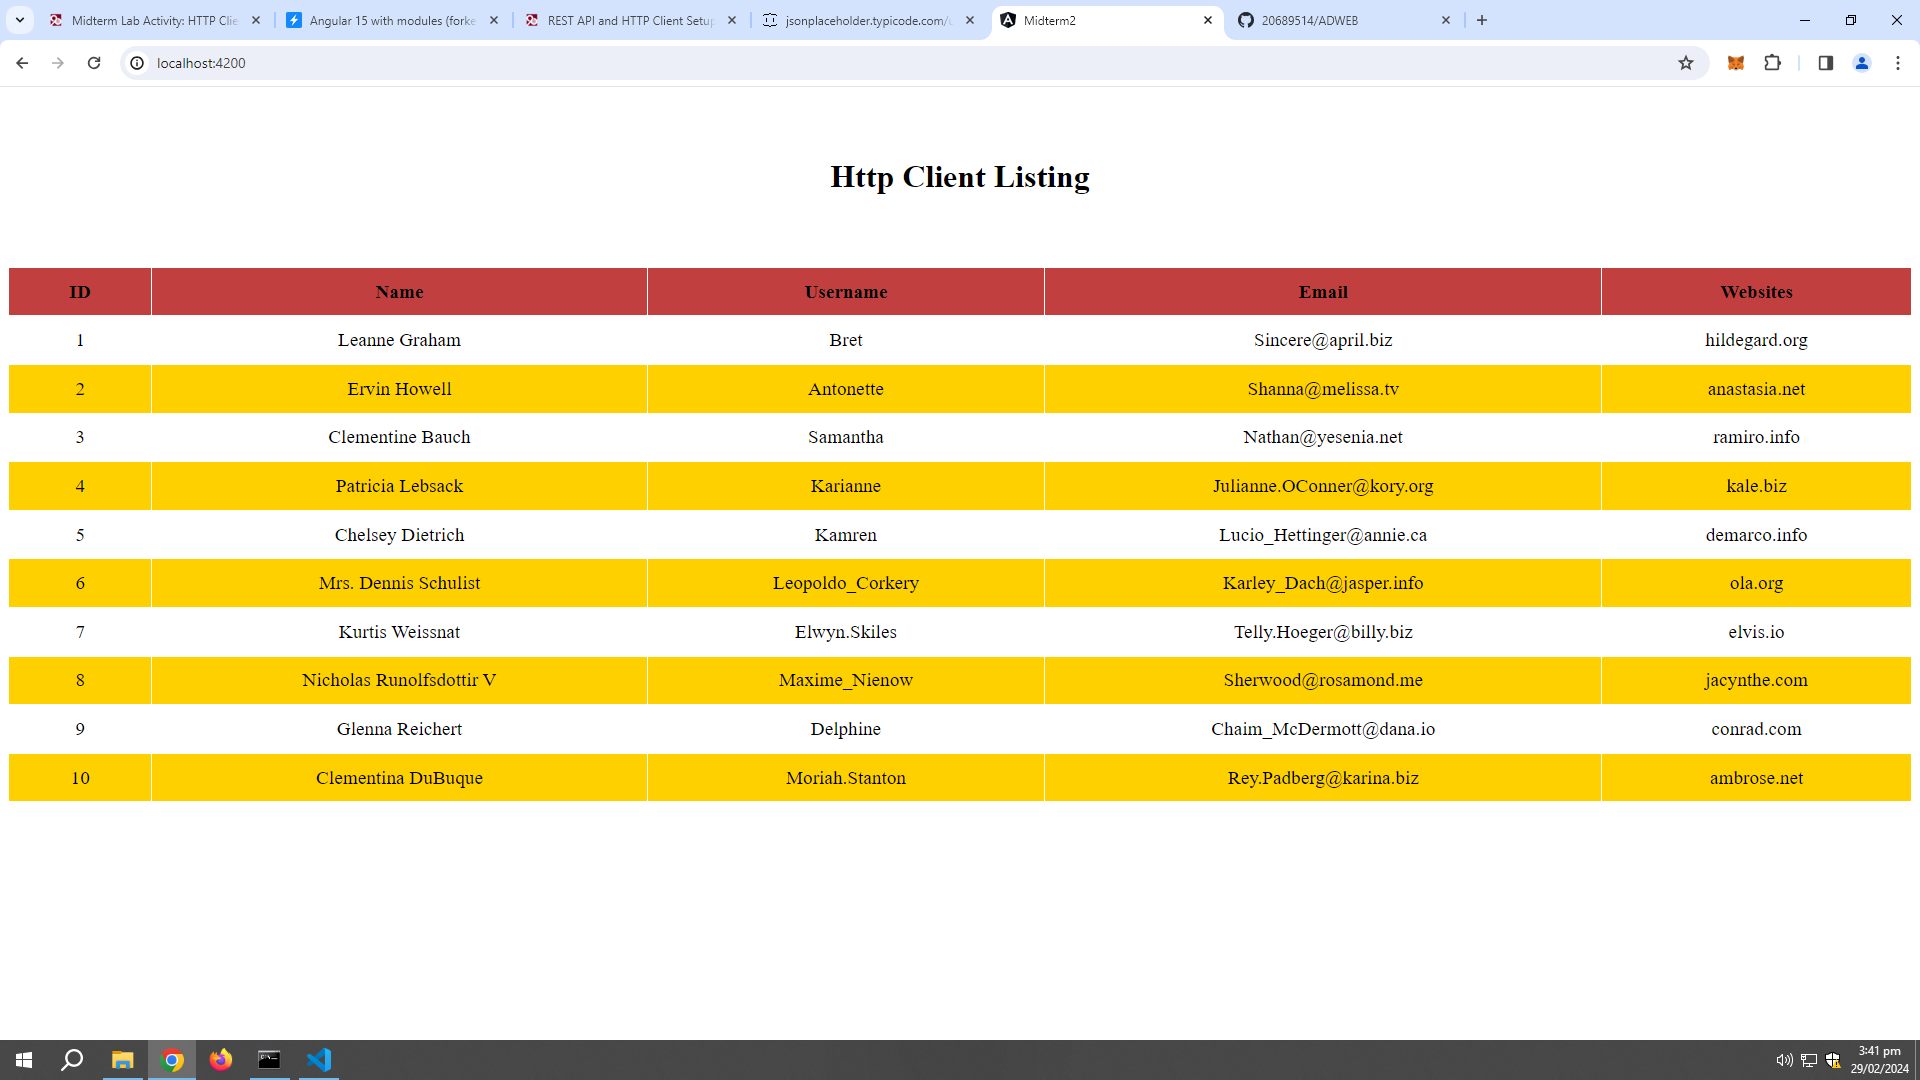 Midterm Lab Activity: HTTP Clie
Angular 15 with modules (forke
REST API and HTTP Client Setup
jsonplaceholder.typicode.com/u
Midterm2
20689514/ADWEB
localhost:4200
Http Client Listing
ID Name Username Email Websites
1 Leanne Graham Bret Sincere@april.biz hildegard.org
2 Ervin Howell Antonette Shanna@melissa.tv anastasia.net
3 Clementine Bauch Samantha Nathan@yesenia.net ramiro.info
4 Patricia Lebsack Karianne Julianne.OConner@kory.org kale.biz
5 Chelsey Dietrich Kamren Lucio_Hettinger@annie.ca demarco.info
6 Mrs. Dennis Schulist Leopoldo_Corkery Karley_Dach@jasper.info ola.org
7 Kurtis Weissnat Elwyn.Skiles Telly.Hoeger@billy.biz elvis.io
8 Nicholas Runolfsdottir V Maxime_Nienow Sherwood@rosamond.me jacynthe.com
9 Glenna Reichert Delphine Chaim_McDermott@dana.io conrad.com
10 Clementina DuBuque Moriah.Stanton Rey.Padberg@karina.biz ambrose.net
3:41 pm
29/02/2024